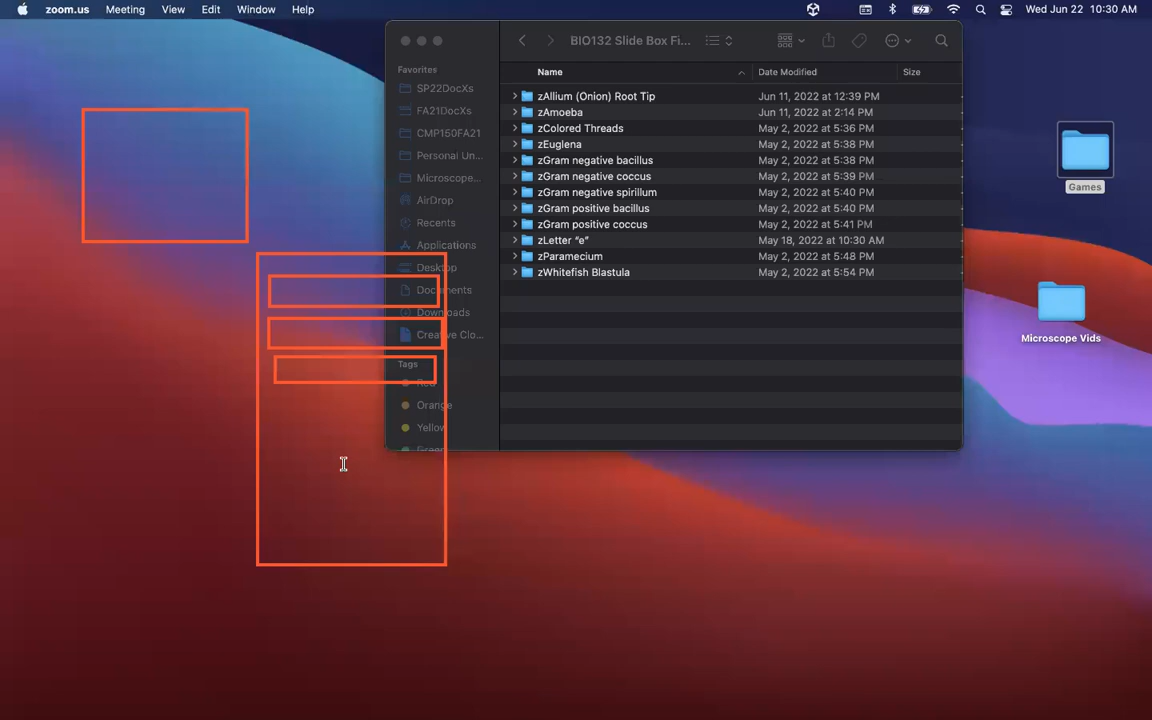 zoom.us Meeting View Edit Window Help Wed Jun 22 10:30 AM
BIO132 Slide Box Fi...
Favorites
SP22DocXs
FA21DocXs
CMP150FA21
Personal Un...
Microscope...
AirDrop
Recents
Applications
Desktop
Documents
Downloads
Creative Clo...
Tags
Red
Orange
Yellow
Green
Name Date Modified Size
zAllium (Onion) Root Tip Jun 11, 2022 at 12:39 PM
zAmoeba Jun 11, 2022 at 2:14 PM
zColored Threads May 2, 2022 at 5:36 PM
zEuglena May 2, 2022 at 5:38 PM
zGram negative bacillus May 2, 2022 at 5:38 PM
zGram negative coccus May 2, 2022 at 5:39 PM
zGram negative spirillum May 2, 2022 at 5:40 PM
zGram positive bacillus May 2, 2022 at 5:40 PM
zGram positive coccus May 2, 2022 at 5:41 PM
zLetter “e” May 18, 2022 at 10:30 AM
zParamecium May 2, 2022 at 5:48 PM
zWhitefish Blastula May 2, 2022 at 5:54 PM
Games
Microscope Vids